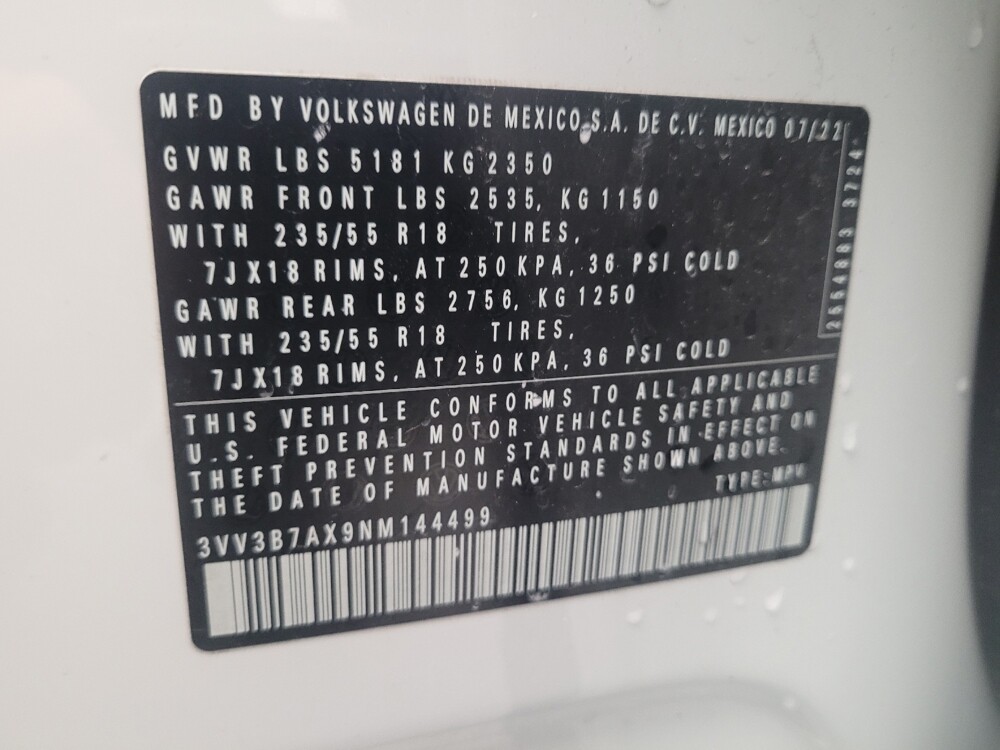 MFD BY VOLKSWAGEN DE MEXICO S.A. DE C.V. MEXICO 07/22
GVWR LBS 5181 KG 2350
GAWR FRONT LBS 2535, KG 1150
WITH 235/55 R18 TIRES,
7JX18 RIMS, AT 250 KPA, 36 PSI COLD
GAWR REAR LBS 2756, KG 1250
WITH 235/55 R18 TIRES,
7JX18 RIMS, AT 250 KPA, 36 PSI COLD
THIS VEHICLE CONFORMS TO ALL APPLICABLE
U.S. FEDERAL MOTOR VEHICLE SAFETY AND
THEFT PREVENTION STANDARDS IN EFFECT ON
THE DATE OF MANUFACTURE SHOWN ABOVE.
TYPE:MPV
3VV3B7AX9NM144499
3724